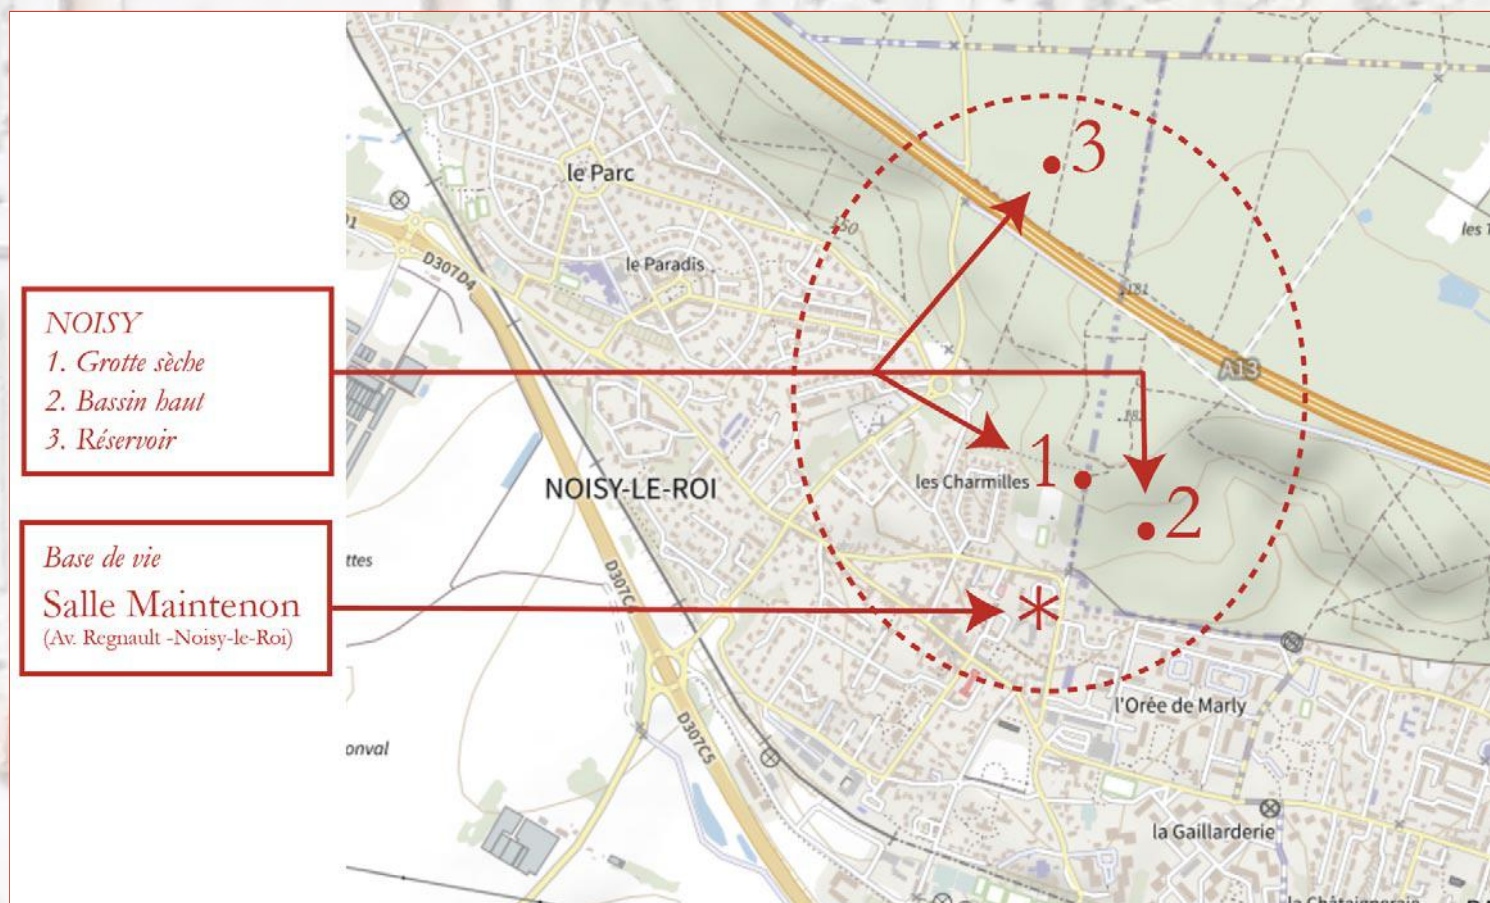 NOISY
1. Grotte sèche
2. Bassin haut
3. Réservoir
Base de vie
Salle Maintenon
(Av. Regnault -Noisy-le-Roi)
3
le Parc
150
D307D4
le Paradis
181
A13
1
les Charmilles
2
NOISY-LE-ROI
ttes
*
l'Orée de Marly
D307C5
onval
la Gaillarderie